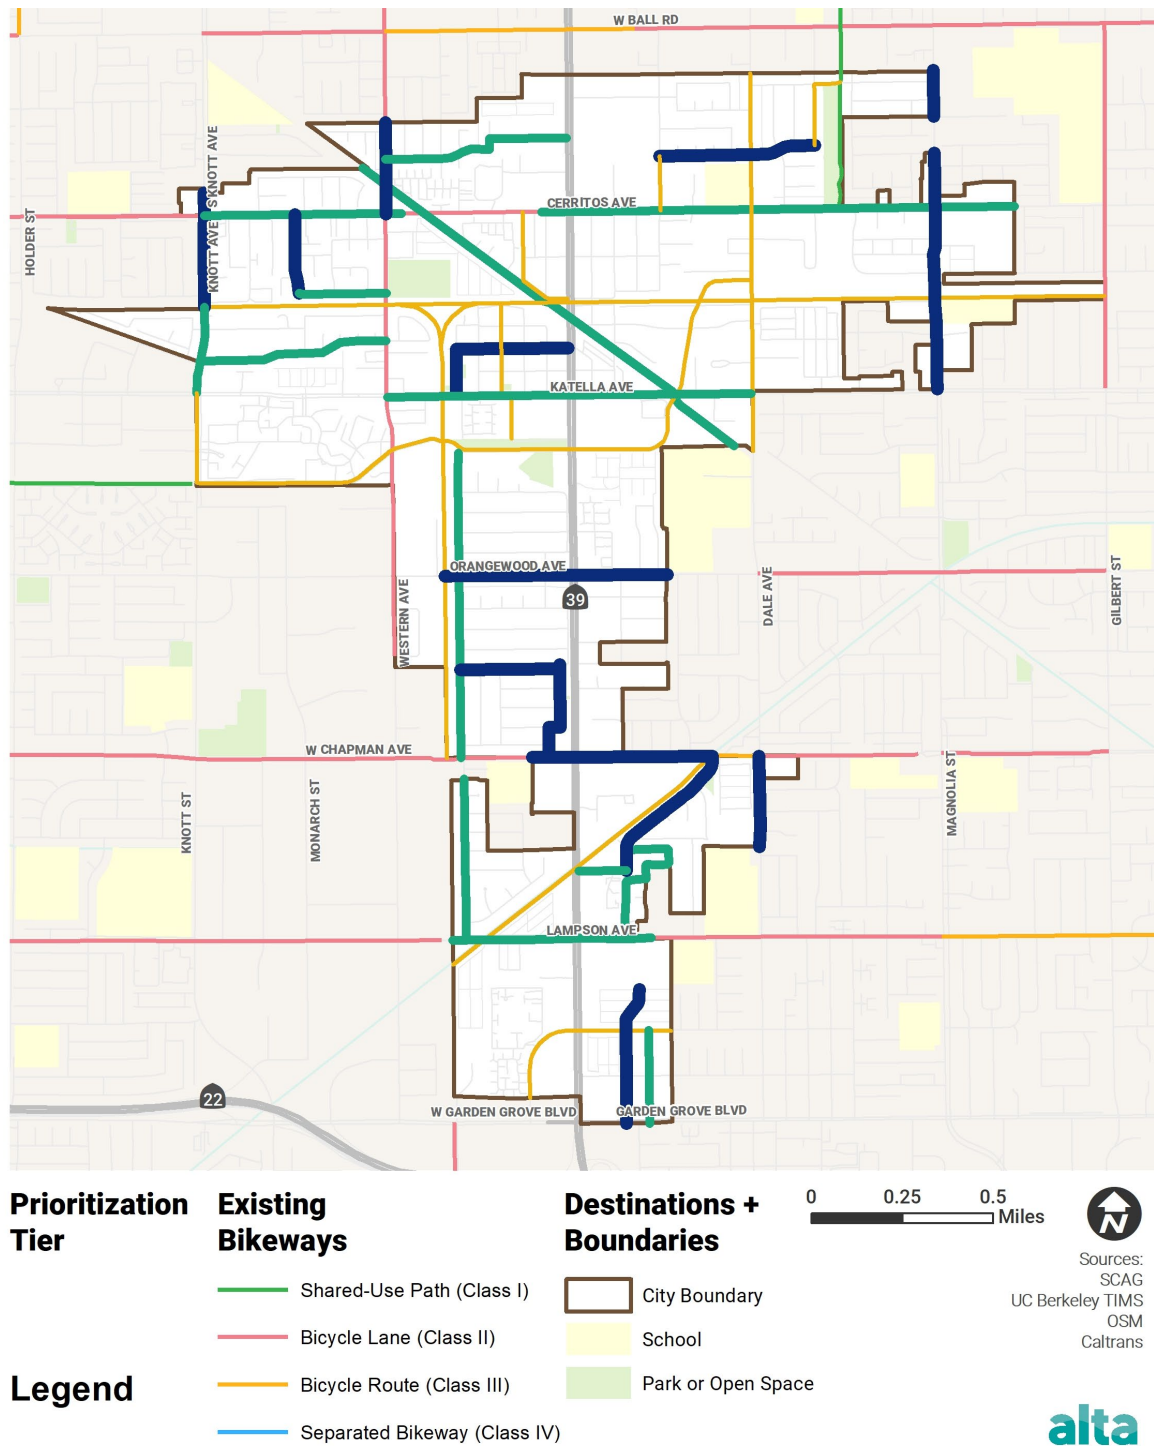 W BALL RD
S KNOTT AVE
KNOTT AVE
HOLDER ST
CERRITOS AVE
KATELLA AVE
ORANGEWOOD AVE
39
WESTERN AVE
DALE AVE
GILBERT ST
W CHAPMAN AVE
KNOTT ST
MONARCH ST
MAGNOLIA ST
LAMPSON AVE
22
W GARDEN GROVE BLVD
GARDEN GROVE BLVD
Prioritization
Tier
Legend
Existing
Bikeways
Shared-Use Path (Class I)
Bicycle Lane (Class II)
Bicycle Route (Class III)
Separated Bikeway (Class IV)
Destinations +
Boundaries
City Boundary
School
Park or Open Space
0 0.25 0.5
Miles
N
Sources:
SCAG
UC Berkeley TIMS
OSM
Caltrans
alta